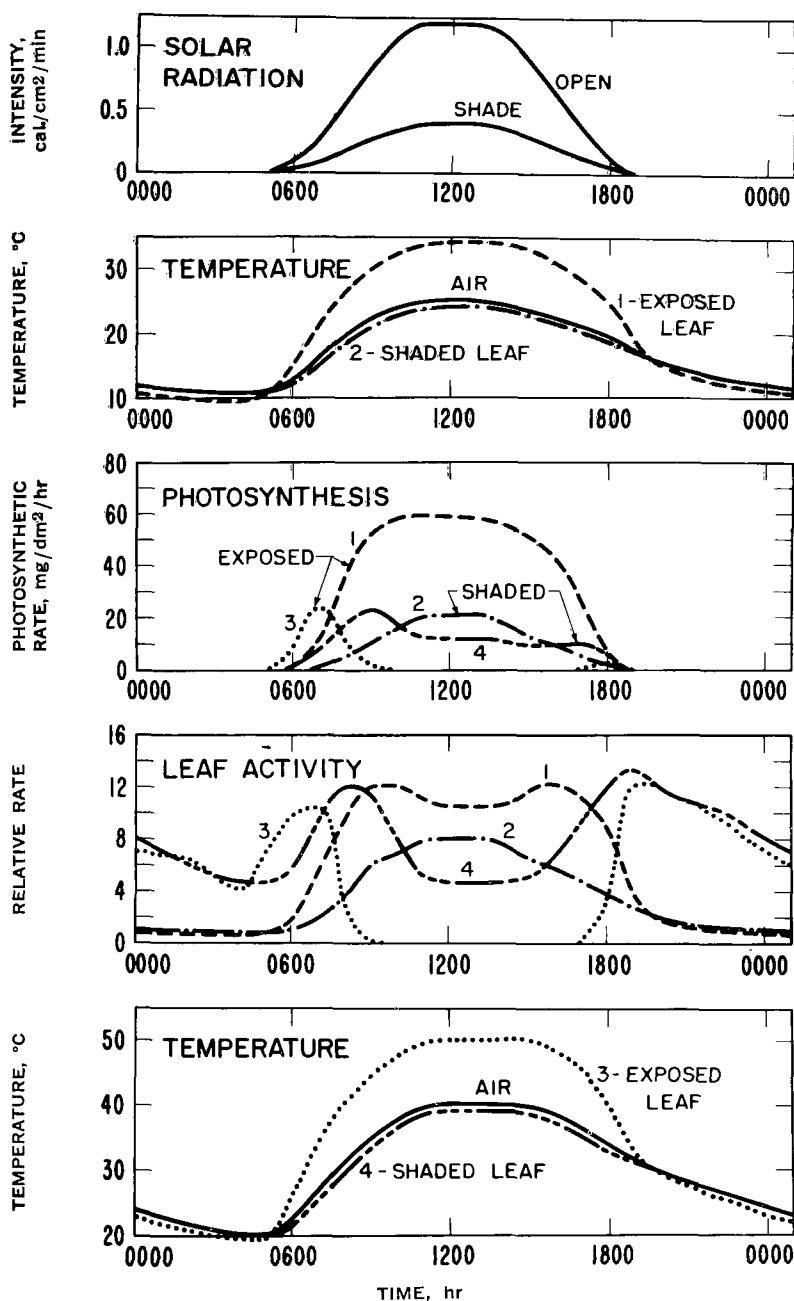 INTENSITY,
cal/cm2/min
SOLAR
RADIATION
OPEN
SHADE
1.0
0.5
0
0000 0600 1200 1800 0000
TEMPERATURE, °C
TEMPERATURE
AIR
1-EXPOSED
LEAF
2-SHADED LEAF
30
20
10
0000 0600 1200 1800 0000
PHOTOSYNTHETIC
RATE, mg/dm2/hr
PHOTOSYNTHESIS
EXPOSED
SHADED
1
2
3
4
80
60
40
20
0
0000 0600 1200 1800 0000
RELATIVE RATE
LEAF ACTIVITY
1
2
3
4
16
12
8
4
0
0000 0600 1200 1800 0000
TEMPERATURE, °C
TEMPERATURE
AIR
3-EXPOSED
LEAF
4-SHADED LEAF
50
40
30
20
0000 0600 1200 1800 0000
TIME, hr